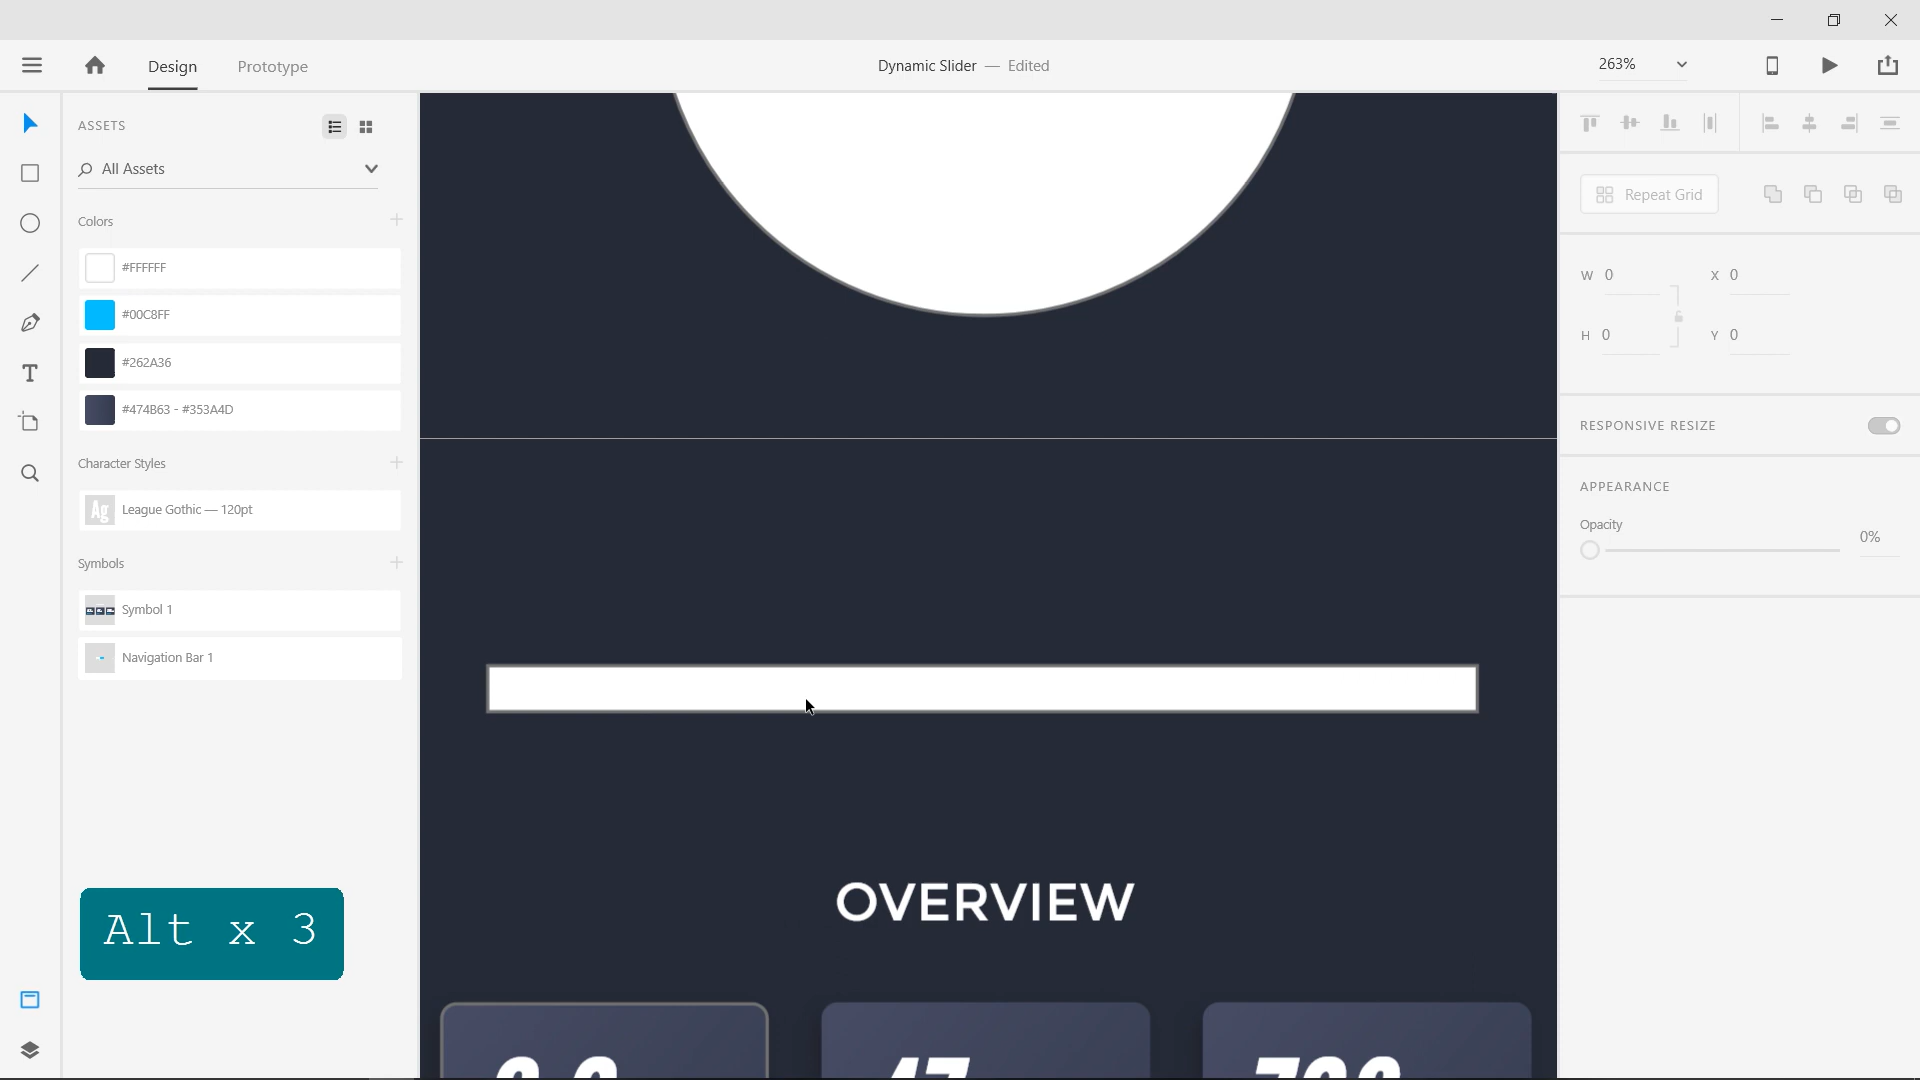 Design
Prototype
Dynamic Slider — Edited
263%
ASSETS
All Assets
Colors
#FFFFFF
#00C8FF
#262A36
#474B63 - #353A4D
Character Styles
Ag
League Gothic — 120pt
Symbols
Symbol 1
Navigation Bar 1
Alt x 3
OVERVIEW
Repeat Grid
W 0
X 0
H 0
Y 0
RESPONSIVE RESIZE
APPEARANCE
Opacity
0%